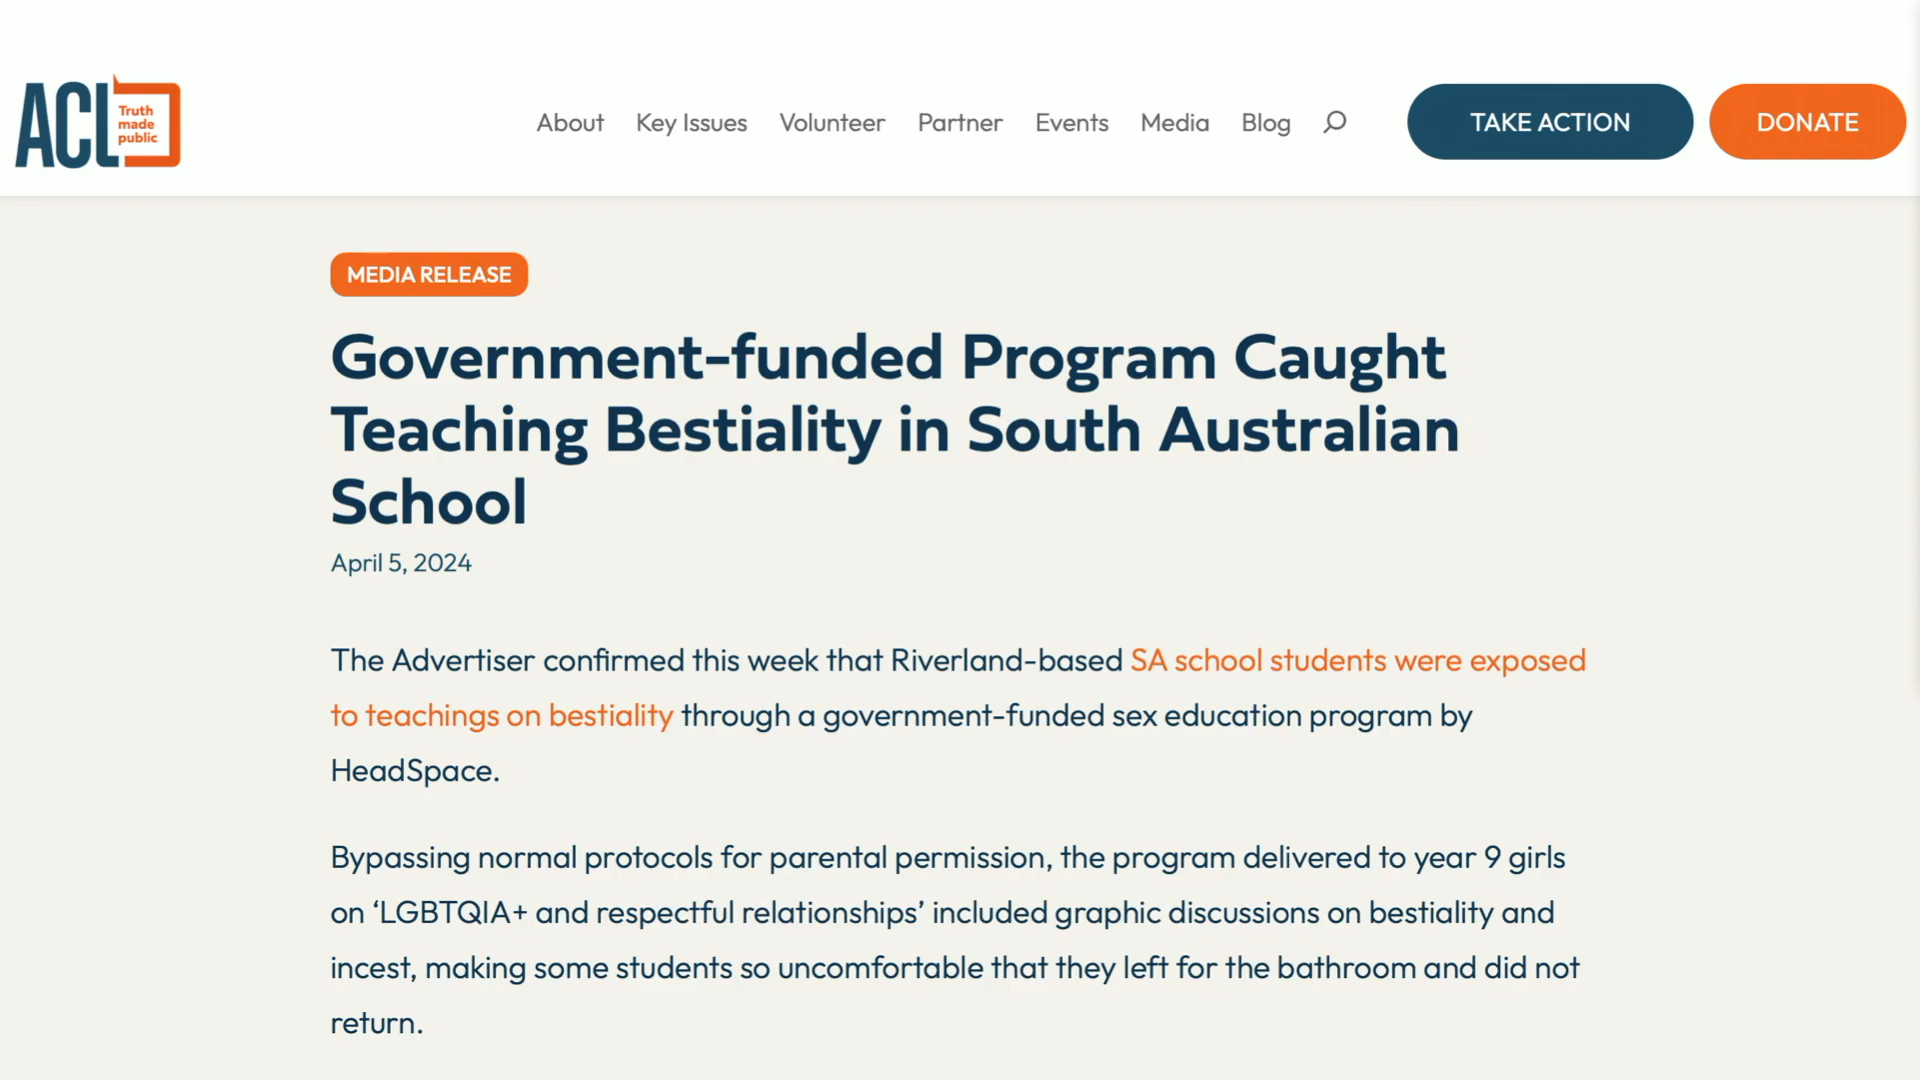 ACL
Truth
made
public
About Key Issues Volunteer Partner Events Media Blog TAKE ACTION DONATE
MEDIA RELEASE
Government-funded Program Caught
Teaching Bestiality in South Australian
School
April 5, 2024
The Advertiser confirmed this week that Riverland-based SA school students were exposed
to teachings on bestiality through a government-funded sex education program by
HeadSpace.
Bypassing normal protocols for parental permission, the program delivered to year 9 girls
on ‘LGBTQIA+ and respectful relationships’ included graphic discussions on bestiality and
incest, making some students so uncomfortable that they left for the bathroom and did not
return.